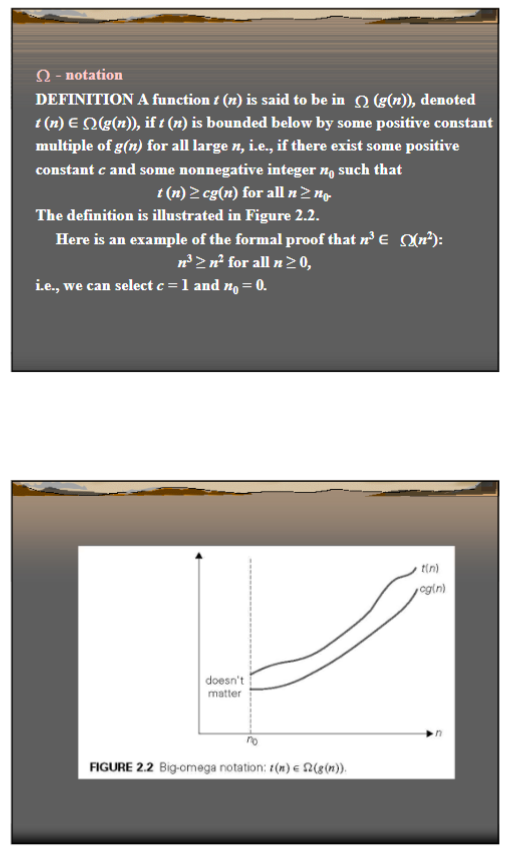 Ω - notation
DEFINITION A function t (n) is said to be in Ω (g(n)), denoted
t (n) ∈ Ω(g(n)), if t (n) is bounded below by some positive constant
multiple of g(n) for all large n, i.e., if there exist some positive
constant c and some nonnegative integer n₀ such that
t (n) ≥ cg(n) for all n ≥ n₀.
The definition is illustrated in Figure 2.2.
Here is an example of the formal proof that n³ ∈ Ω(n²):
n³ ≥ n² for all n ≥ 0,
i.e., we can select c = 1 and n₀ = 0.
t(n)
cg(n)
doesn't
matter
n
n₀
FIGURE 2.2 Big-omega notation: t(n) ∈ Ω(g(n)).